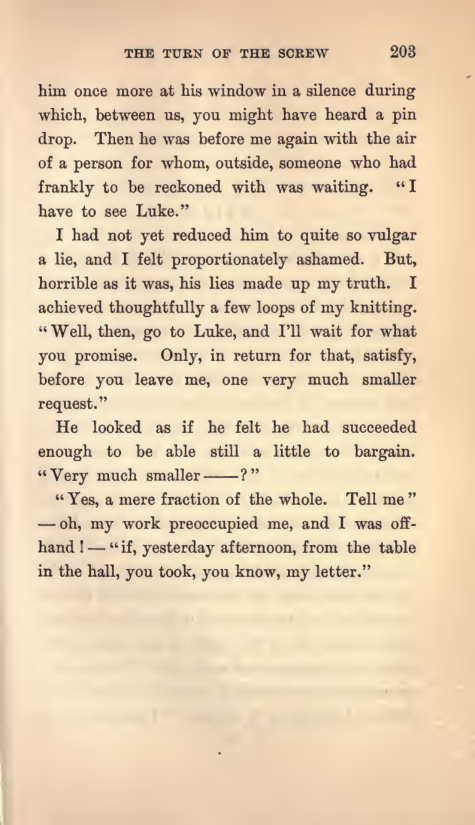 THE TURN OF THE SCREW 203
him once more at his window in a silence during
which, between us, you might have heard a pin
drop. Then he was before me again with the air
of a person for whom, outside, someone who had
frankly to be reckoned with was waiting. “I
have to see Luke.”
I had not yet reduced him to quite so vulgar
a lie, and I felt proportionately ashamed. But,
horrible as it was, his lies made up my truth. I
achieved thoughtfully a few loops of my knitting.
“Well, then, go to Luke, and I’ll wait for what
you promise. Only, in return for that, satisfy,
before you leave me, one very much smaller
request.”
He looked as if he felt he had succeeded
enough to be able still a little to bargain.
“Very much smaller ——?”
“Yes, a mere fraction of the whole. Tell me”
— oh, my work preoccupied me, and I was off-
hand! — “if, yesterday afternoon, from the table
in the hall, you took, you know, my letter.”